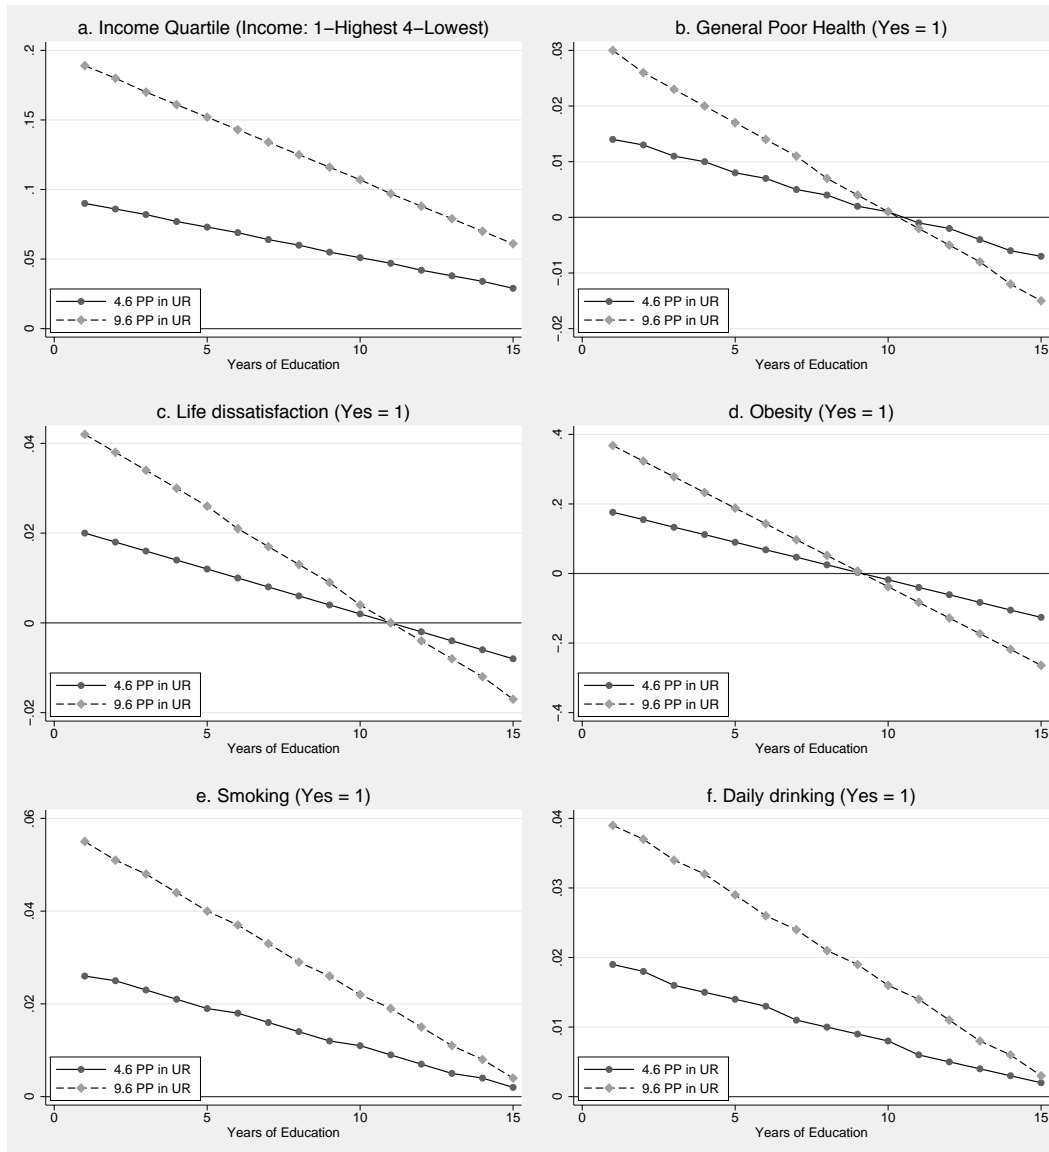 a. Income Quartile (Income: 1−Highest 4−Lowest)
.2
.15
.1
.05
0
4.6 PP in UR
9.6 PP in UR
0 5 10 15
Years of Education
b. General Poor Health (Yes = 1)
.03
.02
.01
0
−.01
−.02
4.6 PP in UR
9.6 PP in UR
0 5 10 15
Years of Education
c. Life dissatisfaction (Yes = 1)
.04
.02
0
−.02
4.6 PP in UR
9.6 PP in UR
0 5 10 15
Years of Education
d. Obesity (Yes = 1)
.4
.2
0
−.2
−.4
4.6 PP in UR
9.6 PP in UR
0 5 10 15
Years of Education
e. Smoking (Yes = 1)
.06
.04
.02
0
4.6 PP in UR
9.6 PP in UR
0 5 10 15
Years of Education
f. Daily drinking (Yes = 1)
.04
.03
.02
.01
0
4.6 PP in UR
9.6 PP in UR
0 5 10 15
Years of Education